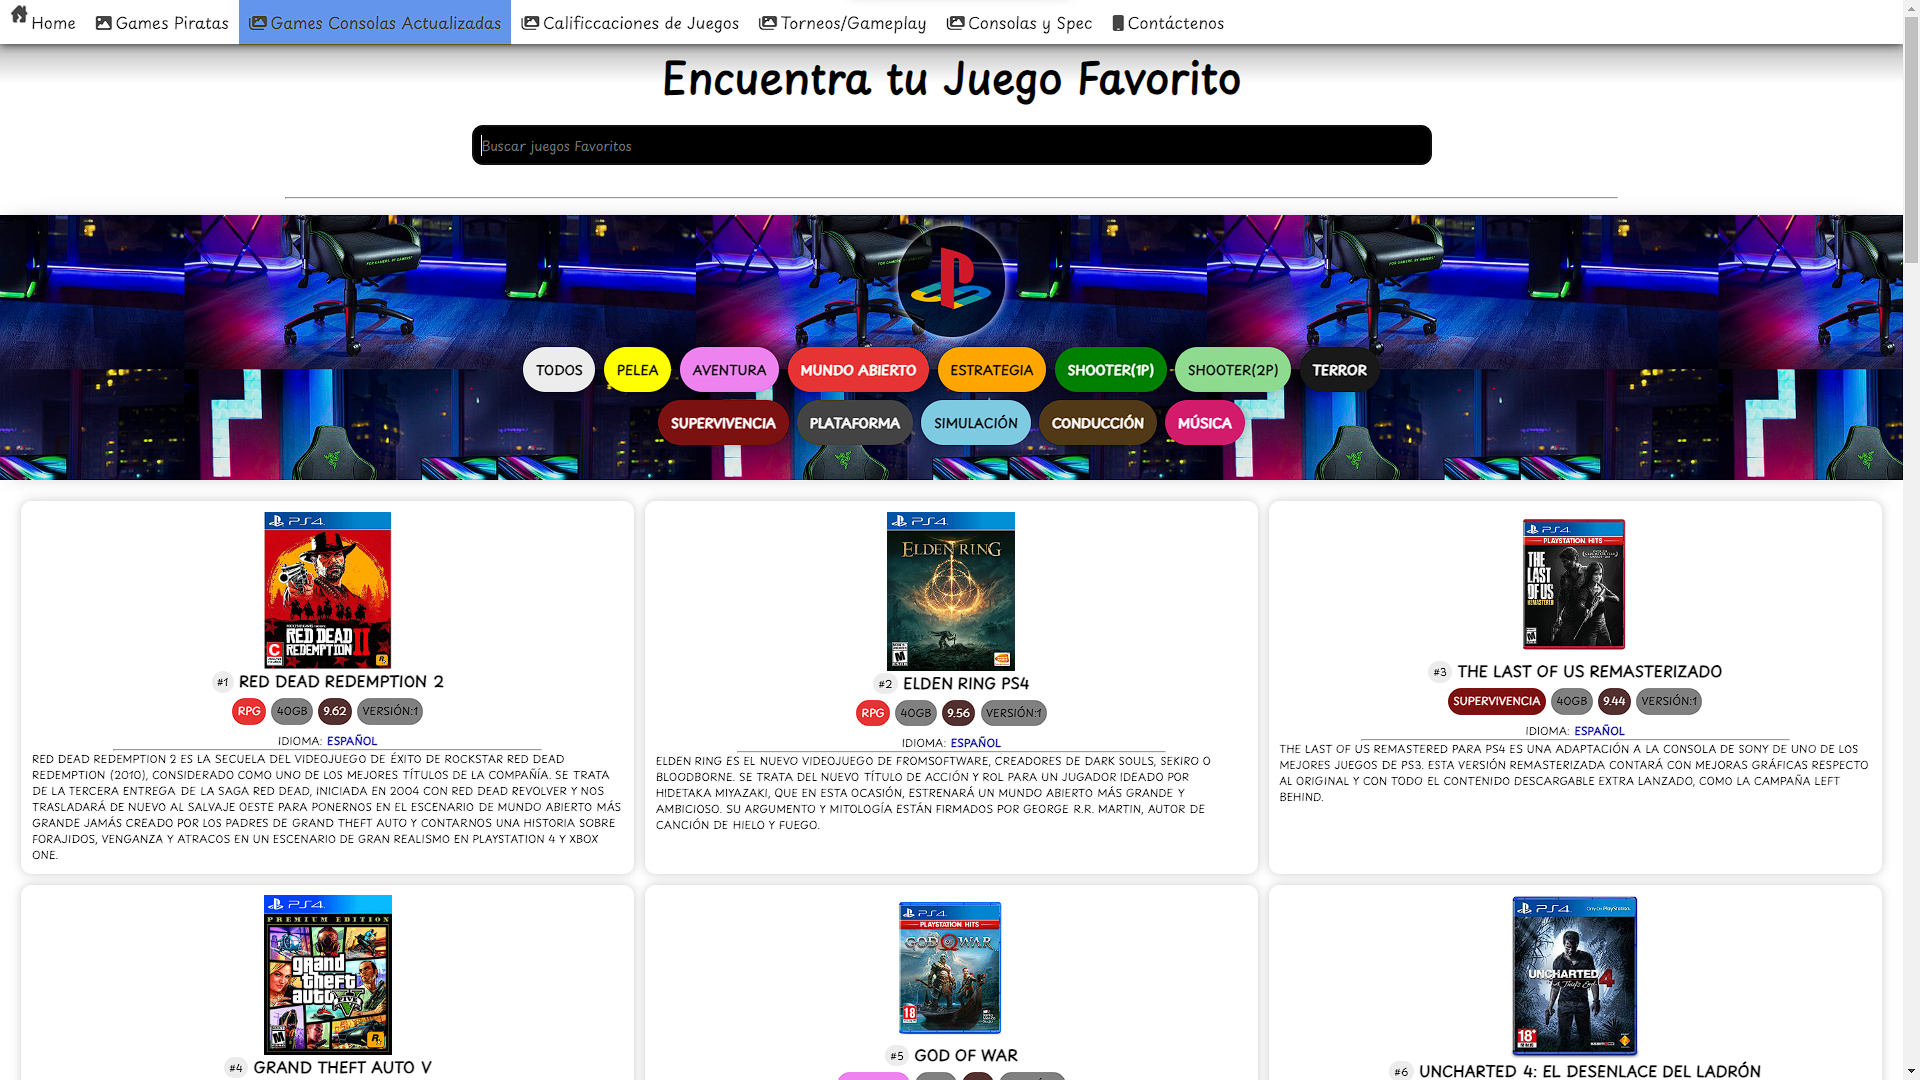 Home Games Piratas Games Consolas Actualizadas Calificcaciones de Juegos Torneos/Gameplay Consolas y Spec Contáctenos
Encuentra tu Juego Favorito
Buscar juegos Favoritos
TODOS PELEA AVENTURA MUNDO ABIERTO ESTRATEGIA SHOOTER(1P) SHOOTER(2P) TERROR
SUPERVIVENCIA PLATAFORMA SIMULACIÓN CONDUCCIÓN MÚSICA
PS4
RED DEAD
REDEMPTION II
#1 RED DEAD REDEMPTION 2
RPG 40GB 9.62 VERSIÓN:1
IDIOMA: ESPAÑOL
RED DEAD REDEMPTION 2 ES LA SECUELA DEL VIDEOJUEGO DE ÉXITO DE ROCKSTAR RED DEAD
REDEMPTION (2010), CONSIDERADO COMO UNO DE LOS MEJORES TÍTULOS DE LA COMPAÑÍA. SE TRATA
DE LA TERCERA ENTREGA DE LA SAGA RED DEAD, INICIADA EN 2004 CON RED DEAD REVOLVER Y NOS
TRASLADARÁ DE NUEVO AL SALVAJE OESTE PARA PONERNOS EN EL ESCENARIO DE MUNDO ABIERTO MÁS
GRANDE JAMÁS CREADO POR LOS PADRES DE GRAND THEFT AUTO Y CONTARNOS UNA HISTORIA SOBRE
FORAJIDOS, VENGANZA Y ATRACOS EN UN ESCENARIO DE GRAN REALISMO EN PLAYSTATION 4 Y XBOX
ONE.
PS4
ELDEN RING
M
#2 ELDEN RING PS4
RPG 40GB 9.56 VERSIÓN:1
IDIOMA: ESPAÑOL
ELDEN RING ES EL NUEVO VIDEOJUEGO DE FROMSOFTWARE, CREADORES DE DARK SOULS, SEKIRO O
BLOODBORNE. SE TRATA DEL NUEVO TÍTULO DE ACCIÓN Y ROL PARA UN JUGADOR IDEADO POR
HIDETAKA MIYAZAKI, QUE EN ESTA OCASIÓN, ESTRENARÁ UN MUNDO ABIERTO MÁS GRANDE Y
AMBICIOSO. SU ARGUMENTO Y MITOLOGÍA ESTÁN FIRMADOS POR GEORGE R.R. MARTIN, AUTOR DE
CANCIÓN DE HIELO Y FUEGO.
PS4
PLAYSTATION HITS
THE
LAST
OF US
REMASTERED
#3 THE LAST OF US REMASTERIZADO
SUPERVIVENCIA 40GB 9.44 VERSIÓN:1
IDIOMA: ESPAÑOL
THE LAST OF US REMASTERED PARA PS4 ES UNA ADAPTACIÓN A LA CONSOLA DE SONY DE UNO DE LOS
MEJORES JUEGOS DE PS3. ESTA VERSIÓN REMASTERIZADA CONTARÁ CON MEJORAS GRÁFICAS RESPECTO
AL ORIGINAL Y CON TODO EL CONTENIDO DESCARGABLE EXTRA LANZADO, COMO LA CAMPAÑA LEFT
BEHIND.
PS4
PREMIUM EDITION
grand
theft
auto V
FIVE
#4 GRAND THEFT AUTO V
PS4
PLAYSTATION HITS
GOD OF WAR
18
#5 GOD OF WAR
PS4 Only On PlayStation
UNCHARTED 4
A Thief's End
18+
#6 UNCHARTED 4: EL DESENLACE DEL LADRÓN